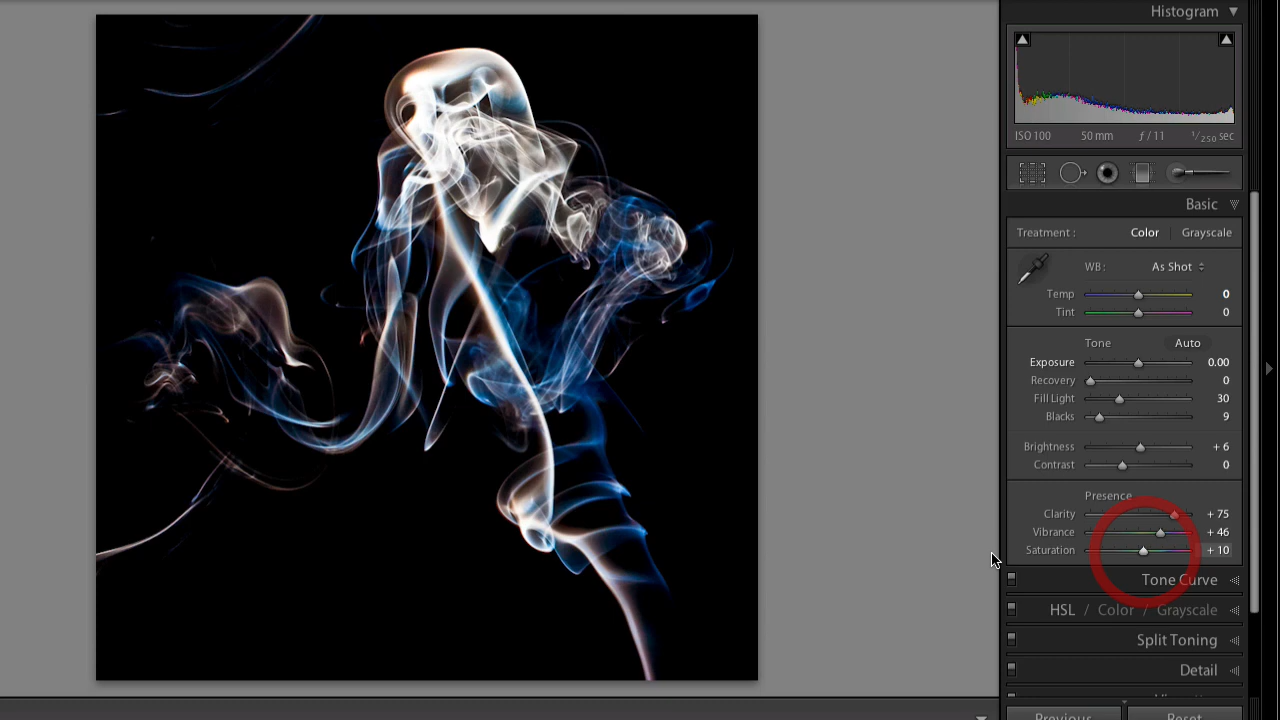 Histogram
ISO 100 50 mm ƒ / 11 1/250 sec
Basic
Treatment : Color Grayscale
WB : As Shot
Temp 0
Tint 0
Tone Auto
Exposure 0.00
Recovery 0
Fill Light 30
Blacks 9
Brightness + 6
Contrast 0
Presence
Clarity + 75
Vibrance + 46
Saturation + 10
Tone Curve
HSL / Color / Grayscale
Split Toning
Detail
Previous Reset